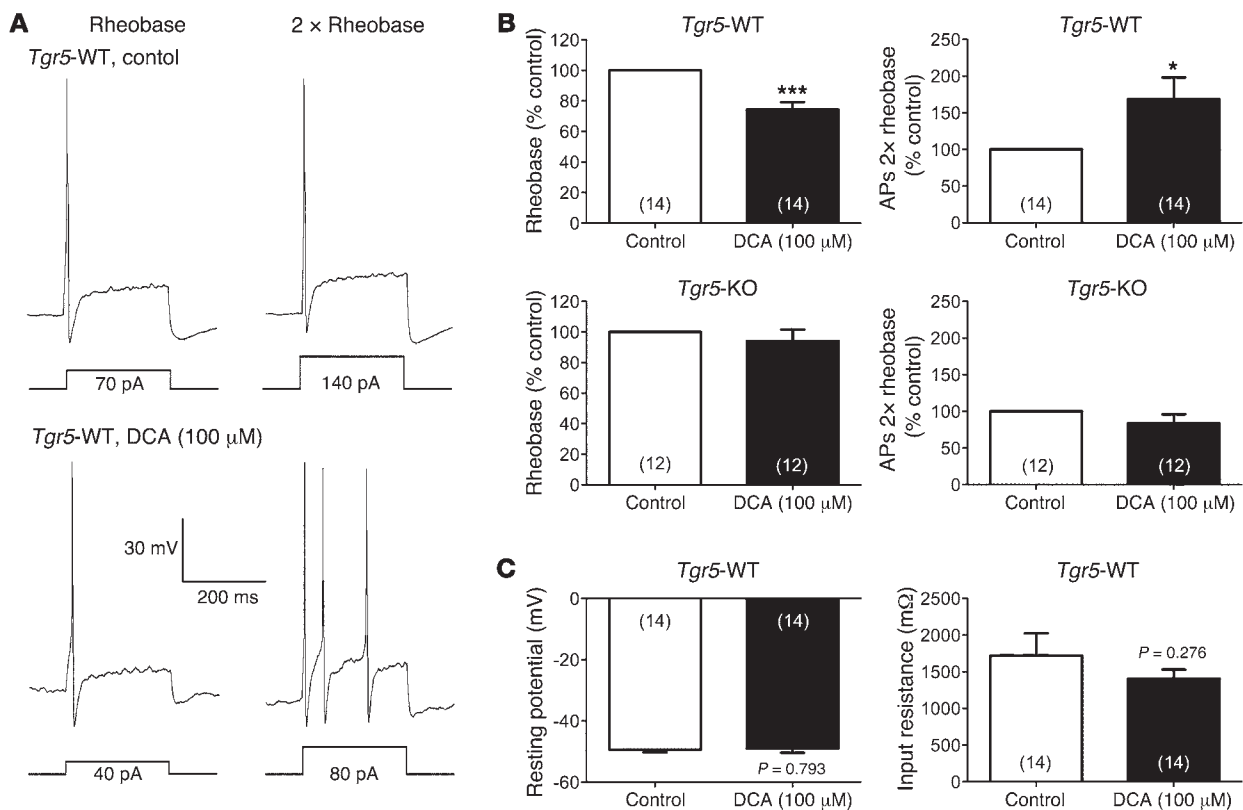 A
Rheobase
2 × Rheobase
Tgr5-WT, contol
70 pA
140 pA
Tgr5-WT, DCA (100 μM)
30 mV
200 ms
40 pA
80 pA
B
Tgr5-WT
Rheobase (% control)
120
100
80
60
40
20
0
***
(14)
(14)
Control
DCA (100 μM)
Tgr5-WT
APs 2× rheobase
(% control)
250
200
150
100
50
0
*
(14)
(14)
Control
DCA (100 μM)
Tgr5-KO
Rheobase (% control)
120
100
80
60
40
20
0
(12)
(12)
Control
DCA (100 μM)
Tgr5-KO
APs 2× rheobase
(% control)
250
200
150
100
50
0
(12)
(12)
Control
DCA (100 μM)
C
Tgr5-WT
Resting potential (mV)
0
-20
-40
-60
(14)
(14)
P = 0.793
Control
DCA (100 μM)
Tgr5-WT
Input resistance (mΩ)
2500
2000
1500
1000
500
0
P = 0.276
(14)
(14)
Control
DCA (100 μM)